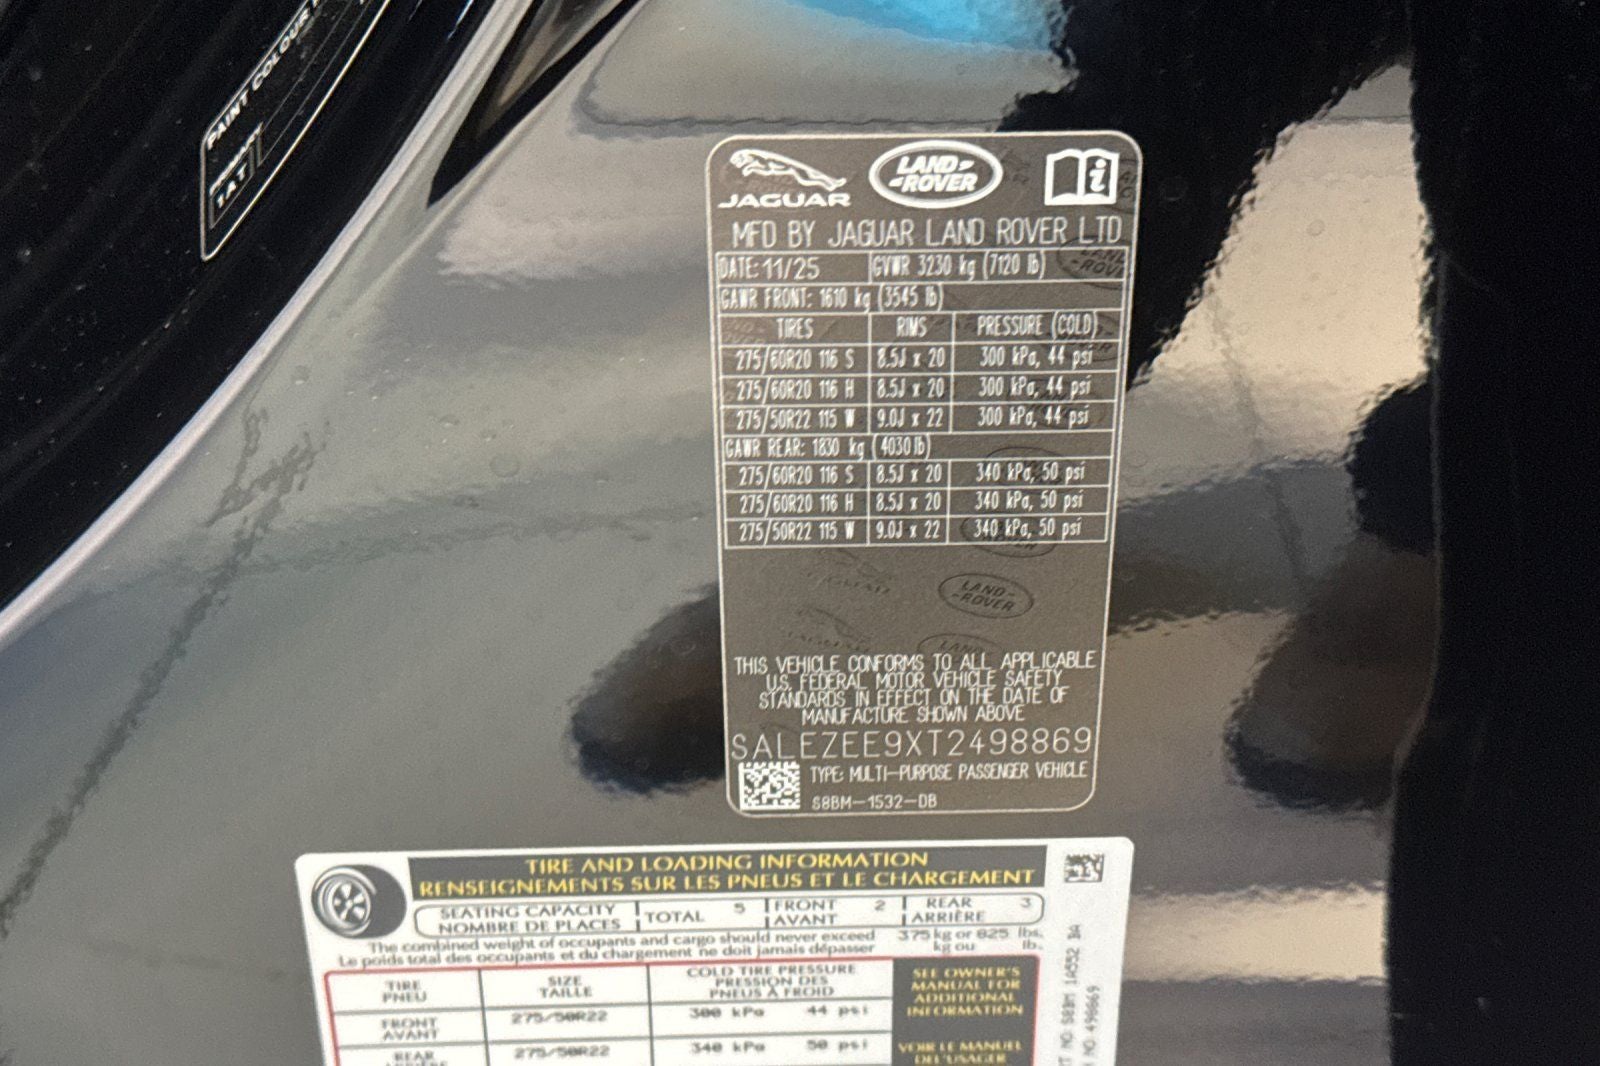 PAINT COLOUR
PRIMARY
1AT
JAGUAR
LAND-
-ROVER
i
MFD BY JAGUAR LAND ROVER LTD
DATE: 11/25 GVWR 3230 kg (7120 lb)
GAWR FRONT: 1610 kg (3545 lb)
TIRES RIMS PRESSURE (COLD)
275/60R20 116 S 8.5J x 20 300 kPa, 44 psi
275/60R20 116 H 8.5J x 20 300 kPa, 44 psi
275/50R22 115 W 9.0J x 22 300 kPa, 44 psi
GAWR REAR: 1830 kg (4030lb)
275/60R20 116 S 8.5J x 20 340 kPa, 50 psi
275/60R20 116 H 8.5J x 20 340 kPa, 50 psi
275/50R22 115 W 9.0J x 22 340 kPa, 50 psi
LAND-
-ROVER
THIS VEHICLE CONFORMS TO ALL APPLICABLE
U.S. FEDERAL MOTOR VEHICLE SAFETY
STANDARDS IN EFFECT ON THE DATE OF
MANUFACTURE SHOWN ABOVE
SALEZEE9XT2498869
TYPE: MULTI-PURPOSE PASSENGER VEHICLE
S8BM-1532-DB
TIRE AND LOADING INFORMATION
RENSEIGNEMENTS SUR LES PNEUS ET LE CHARGEMENT
SEATING CAPACITY TOTAL 5 FRONT 2 REAR 3
NOMBRE DE PLACES AVANT ARRIÈRE
The combined weight of occupants and cargo should never exceed 375 kg or 825 lbs.
Le poids total des occupants et du chargement ne doit jamais dépasser kg ou lb.
TIRE SIZE COLD TIRE PRESSURE
PNEU TAILLE PRESSION DES
PNEUS À FROID
SEE OWNER'S
MANUAL FOR
ADDITIONAL
INFORMATION
FRONT 275/50R22 300 kPa 44 psi
AVANT
REAR 275/50R22 340 kPa 50 psi
VOIR LE MANUEL
DE L'USAGER
NO 498869